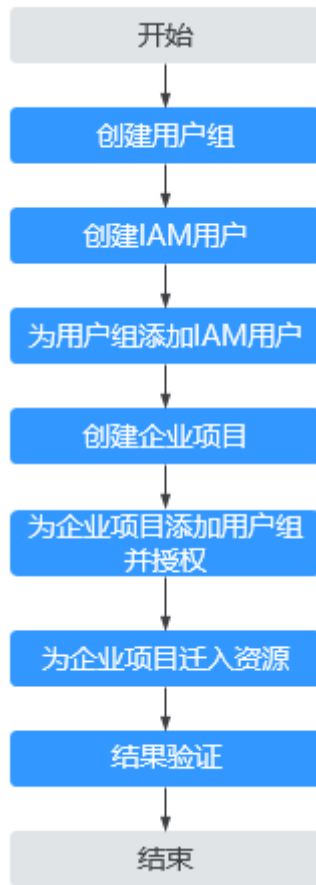 开始
创建用户组
创建IAM用户
为用户组添加IAM用户
创建企业项目
为企业项目添加用户组
并授权
为企业项目迁入资源
结果验证
结束